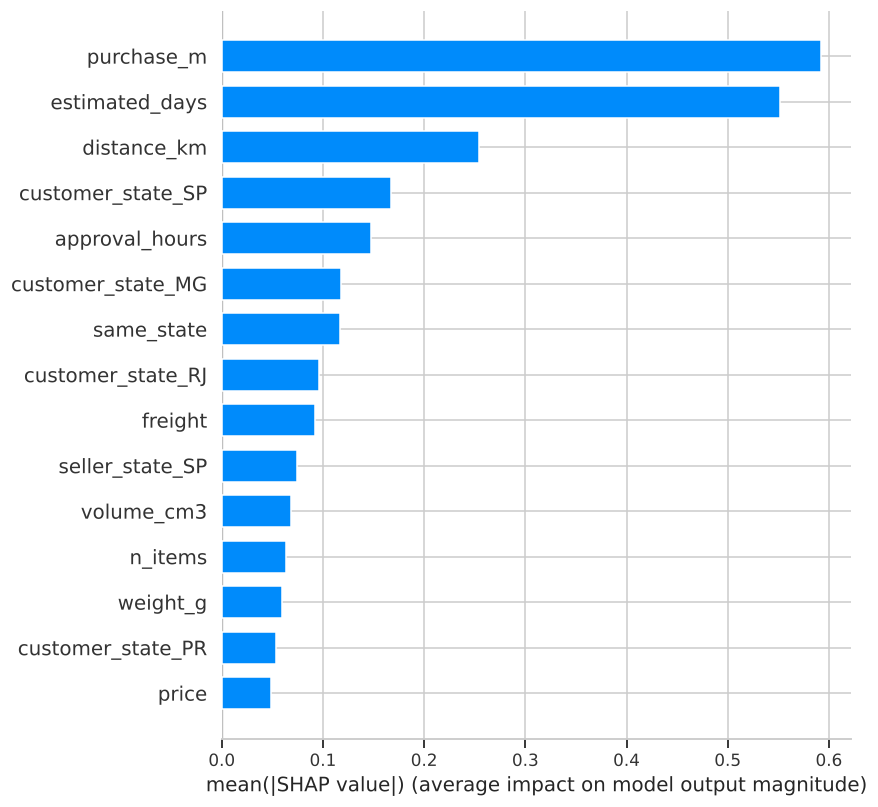 purchase_m
estimated_days
distance_km
customer_state_SP
approval_hours
customer_state_MG
same_state
customer_state_RJ
freight
seller_state_SP
volume_cm3
n_items
weight_g
customer_state_PR
price
0.0 0.1 0.2 0.3 0.4 0.5 0.6
mean(|SHAP value|) (average impact on model output magnitude)